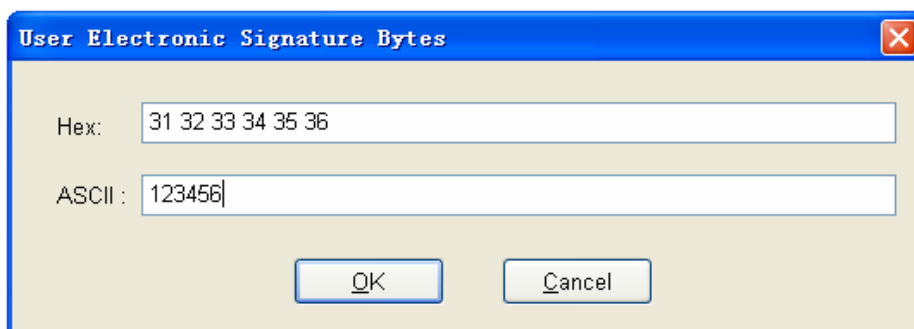 User Electronic Signature Bytes
Hex: 31 32 33 34 35 36
ASCII : 123456
OK Cancel